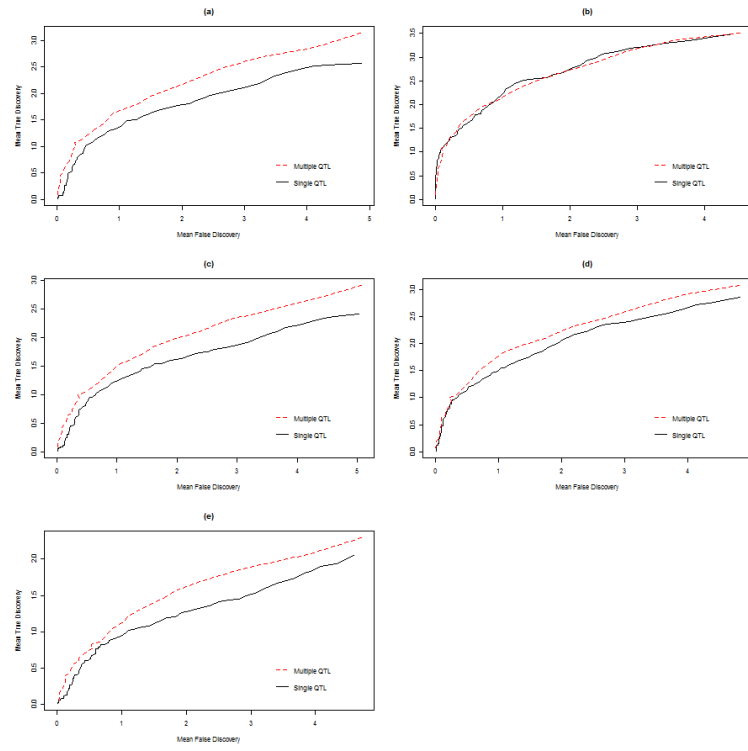 (a)
Mean True Discovery
0.0 0.5 1.0 1.5 2.0 2.5 3.0
Multiple QTL
Single QTL
0 1 2 3 4 5
Mean False Discovery
(b)
Mean True Discovery
0.0 0.5 1.0 1.5 2.0 2.5 3.0 3.5
Multiple QTL
Single QTL
0 1 2 3 4
Mean False Discovery
(c)
Mean True Discovery
0.0 0.5 1.0 1.5 2.0 2.5 3.0
Multiple QTL
Single QTL
0 1 2 3 4 5
Mean False Discovery
(d)
Mean True Discovery
0.0 0.5 1.0 1.5 2.0 2.5 3.0
Multiple QTL
Single QTL
0 1 2 3 4
Mean False Discovery
(e)
Mean True Discovery
0.0 0.5 1.0 1.5 2.0
Multiple QTL
Single QTL
0 1 2 3 4
Mean False Discovery